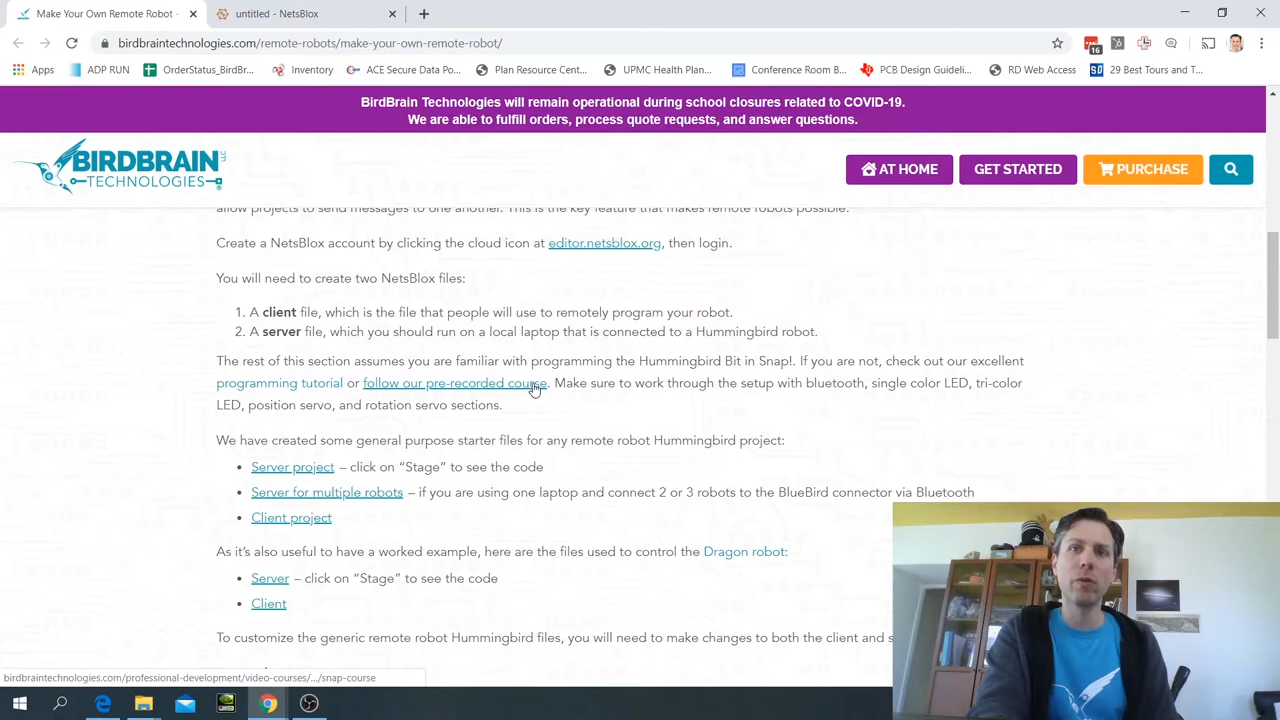 Make Your Own Remote Robot -
untitled - NetsBlox
birdbraintechnologies.com/remote-robots/make-your-own-remote-robot/
16
Apps
ADP RUN
OrderStatus_BirdBr...
Inventory
ACE Secure Data Po...
Plan Resource Cent...
UPMC Health Plan...
Conference Room B...
PCB Design Guideli...
RD Web Access
29 Best Tours and T...
BirdBrain Technologies will remain operational during school closures related to COVID-19.
We are able to fulfill orders, process quote requests, and answer questions.
BIRDBRAIN LLC
TECHNOLOGIES
AT HOME
GET STARTED
PURCHASE
allow projects to send messages to one another. This is the key feature that makes remote robots possible.
Create a NetsBlox account by clicking the cloud icon at editor.netsblox.org, then login.
You will need to create two NetsBlox files:
1. A client file, which is the file that people will use to remotely program your robot.
2. A server file, which you should run on a local laptop that is connected to a Hummingbird robot.
The rest of this section assumes you are familiar with programming the Hummingbird Bit in Snap!. If you are not, check out our excellent
programming tutorial or follow our pre-recorded course. Make sure to work through the setup with bluetooth, single color LED, tri-color
LED, position servo, and rotation servo sections.
We have created some general purpose starter files for any remote robot Hummingbird project:
• Server project – click on “Stage” to see the code
• Server for multiple robots – if you are using one laptop and connect 2 or 3 robots to the BlueBird connector via Bluetooth
• Client project
As it’s also useful to have a worked example, here are the files used to control the Dragon robot:
• Server – click on “Stage” to see the code
• Client
To customize the generic remote robot Hummingbird files, you will need to make changes to both the client and s
birdbraintechnologies.com/professional-development/video-courses/.../snap-course